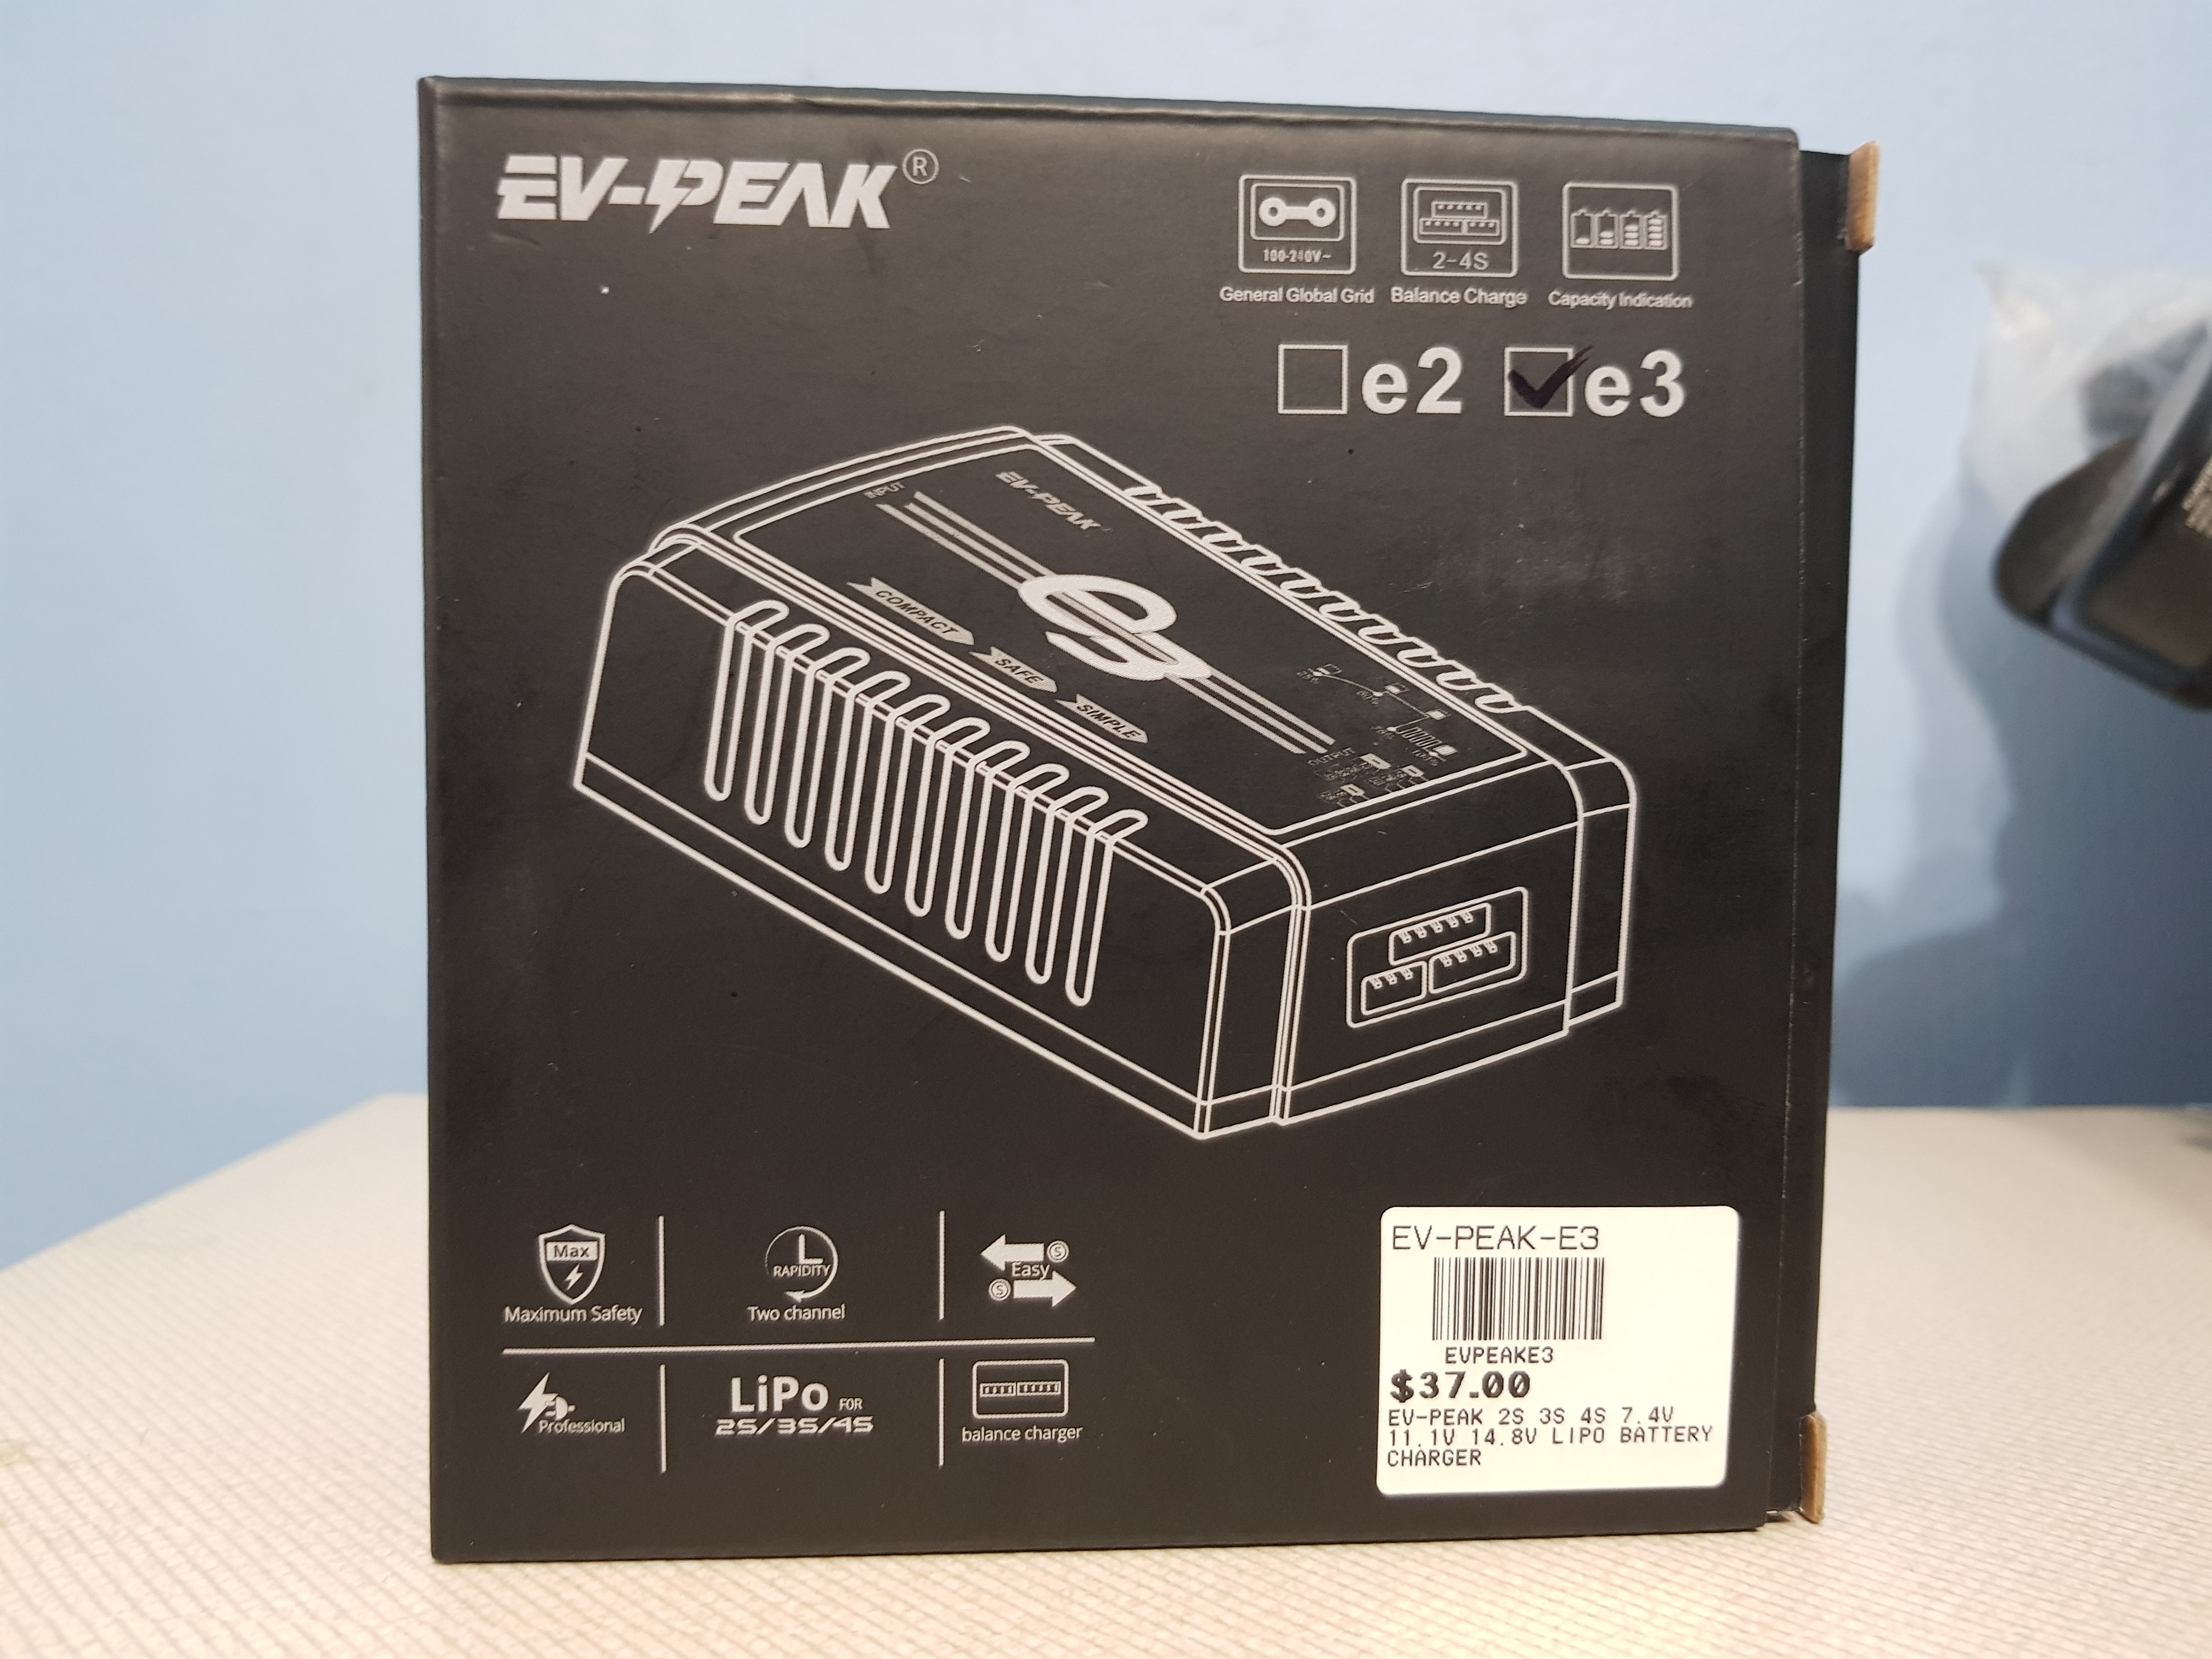 EV-PEAK®
100-240V~
2-4S
General Global Grid
Balance Charge
Capacity Indication
e2
e3
INPUT
EV-PEAK
COMPACT
SAFE
SIMPLE
OUTPUT
Max
Maximum Safety
RAPIDITY
Two channel
S
Easy
S
Professional
LiPo FOR
2S/3S/4S
balance charger
EV-PEAK-E3
EVPEAKE3
$37.00
EV-PEAK 2S 3S 4S 7.4V
11.1V 14.8V LIPO BATTERY
CHARGER